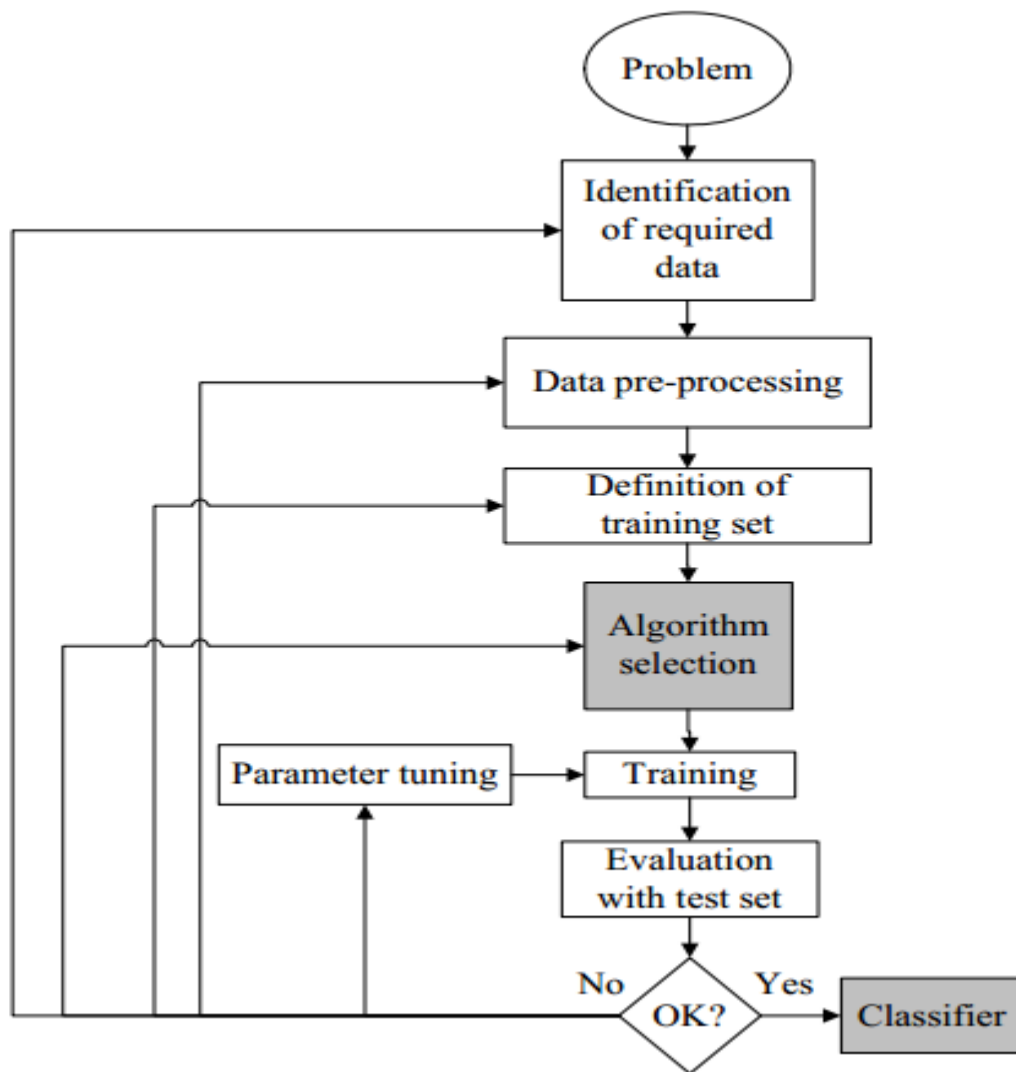 Problem
Identification
of required
data
Data pre-processing
Definition of
training set
Algorithm
selection
Parameter tuning
Training
Evaluation
with test set
No
Yes
OK?
Classifier